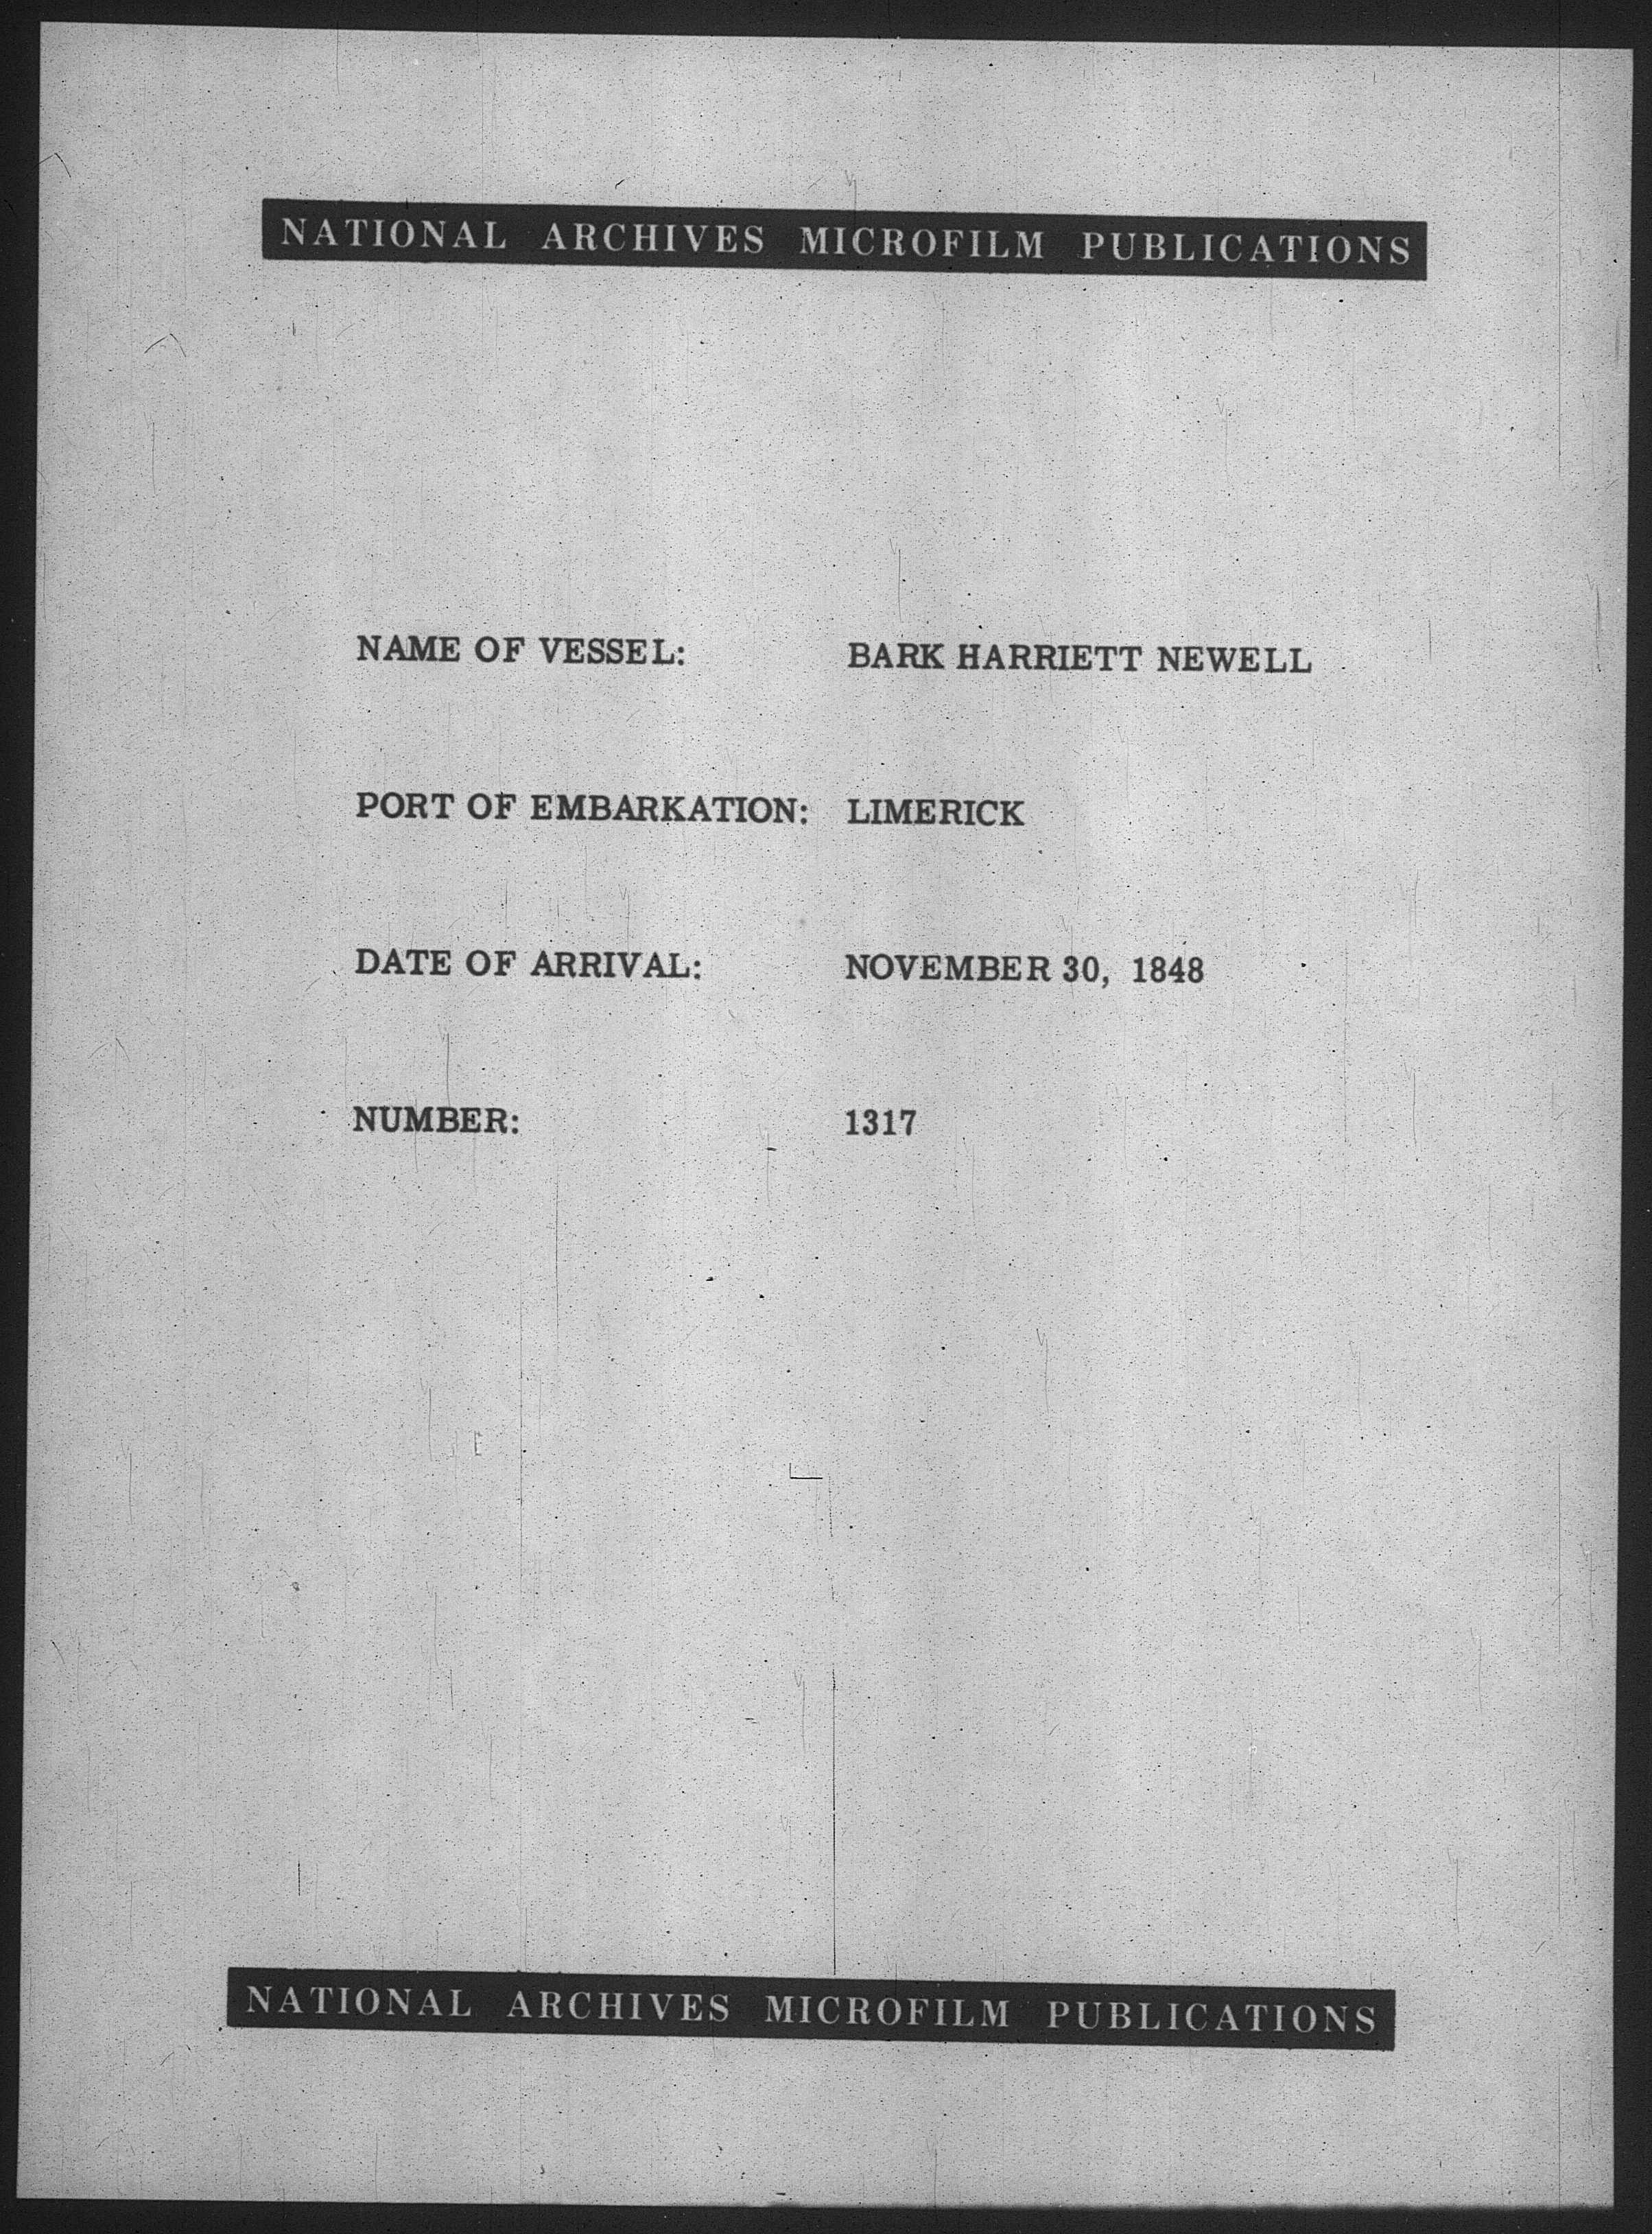 NATIONAL ARCHIVES MICROFILM PUBLICATIONS
NAME OF VESSEL: BARK HARRIETT NEWELL
PORT OF EMBARKATION: LIMERICK
DATE OF ARRIVAL: NOVEMBER 30, 1848
NUMBER: 1317
NATIONAL ARCHIVES MICROFILM PUBLICATIONS